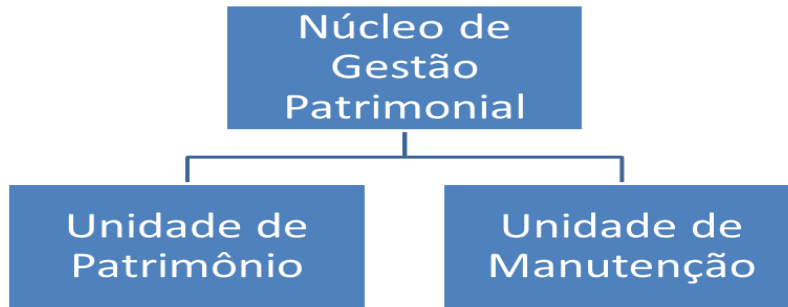 Núcleo de
Gestão
Patrimonial
Unidade de
Patrimônio
Unidade de
Manutenção